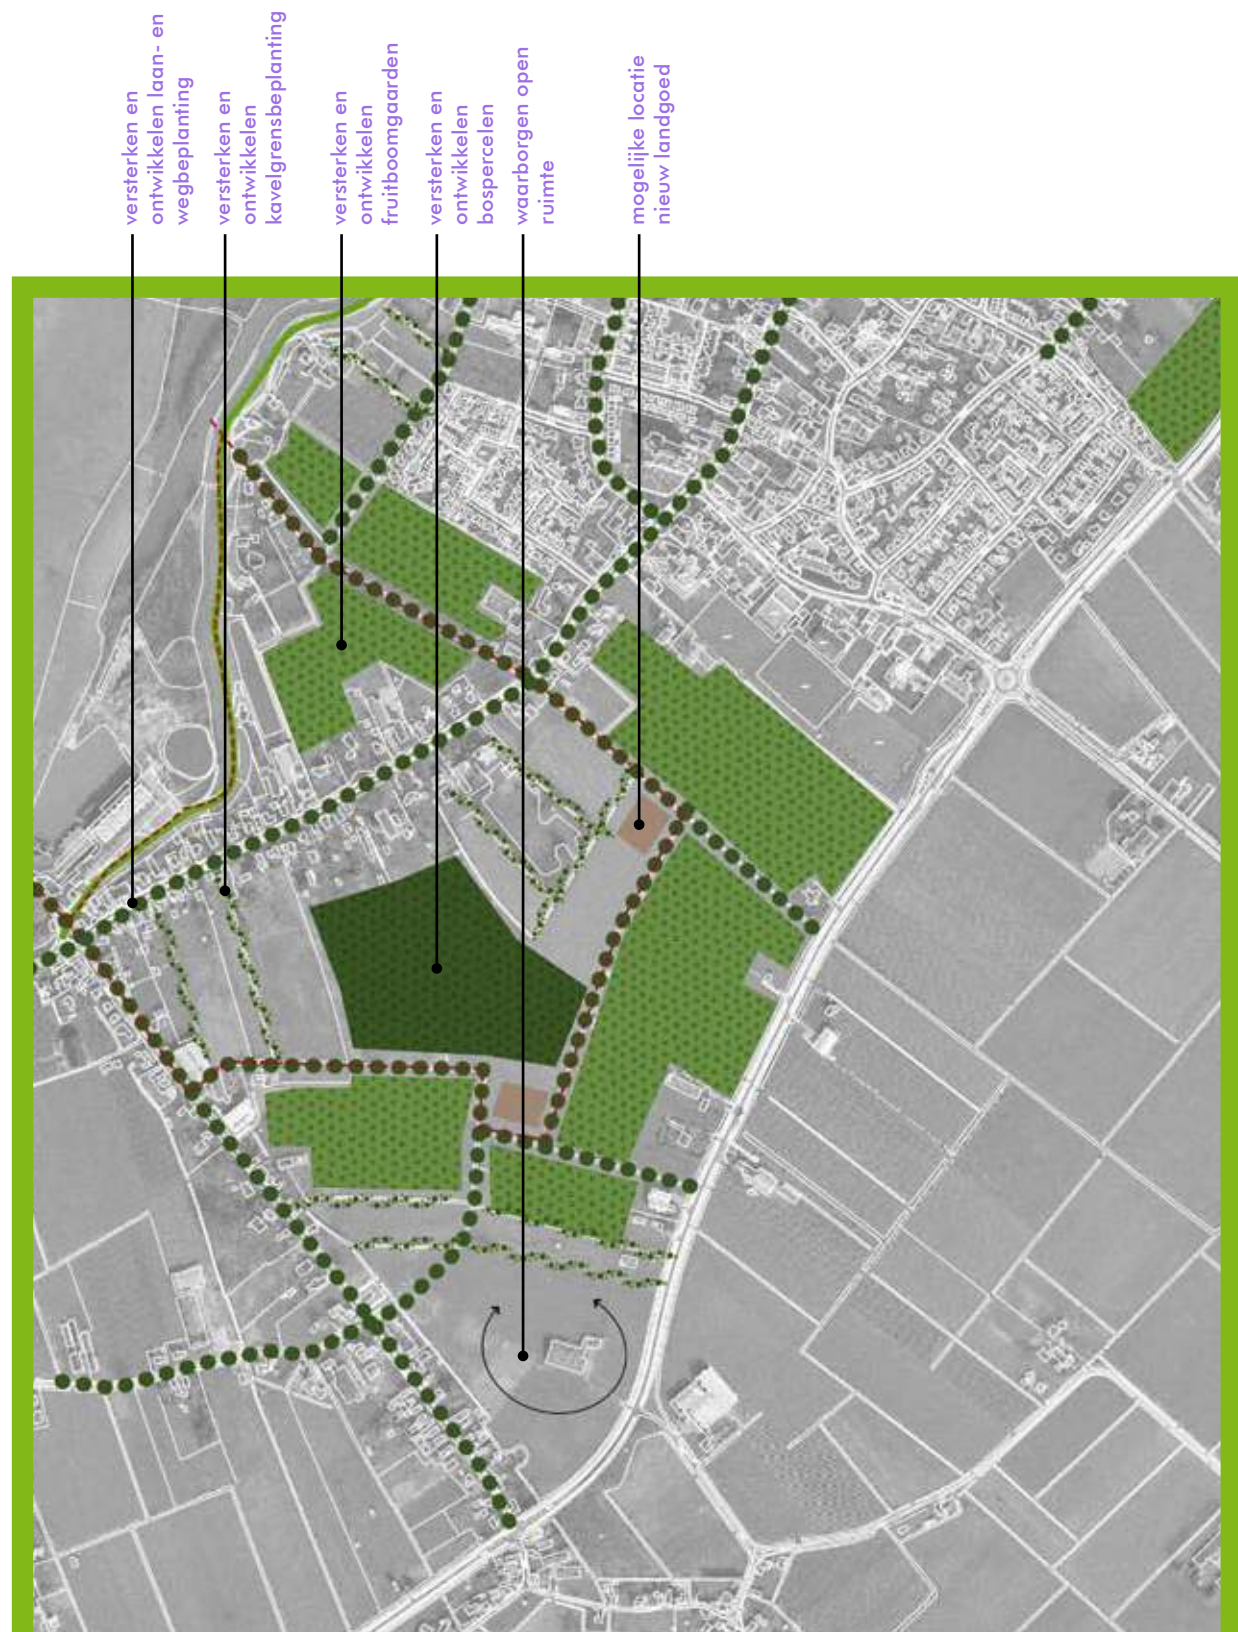 versterken en
ontwikkelen laan- en
wegbeplanting
versterken en
ontwikkelen
kavelgrensbeplanting
versterken en
ontwikkelen
fruitboomgaarden
versterken en
ontwikkelen
bospercelen
waarborgen open
ruimte
mogelijke locatie
nieuw landgoed